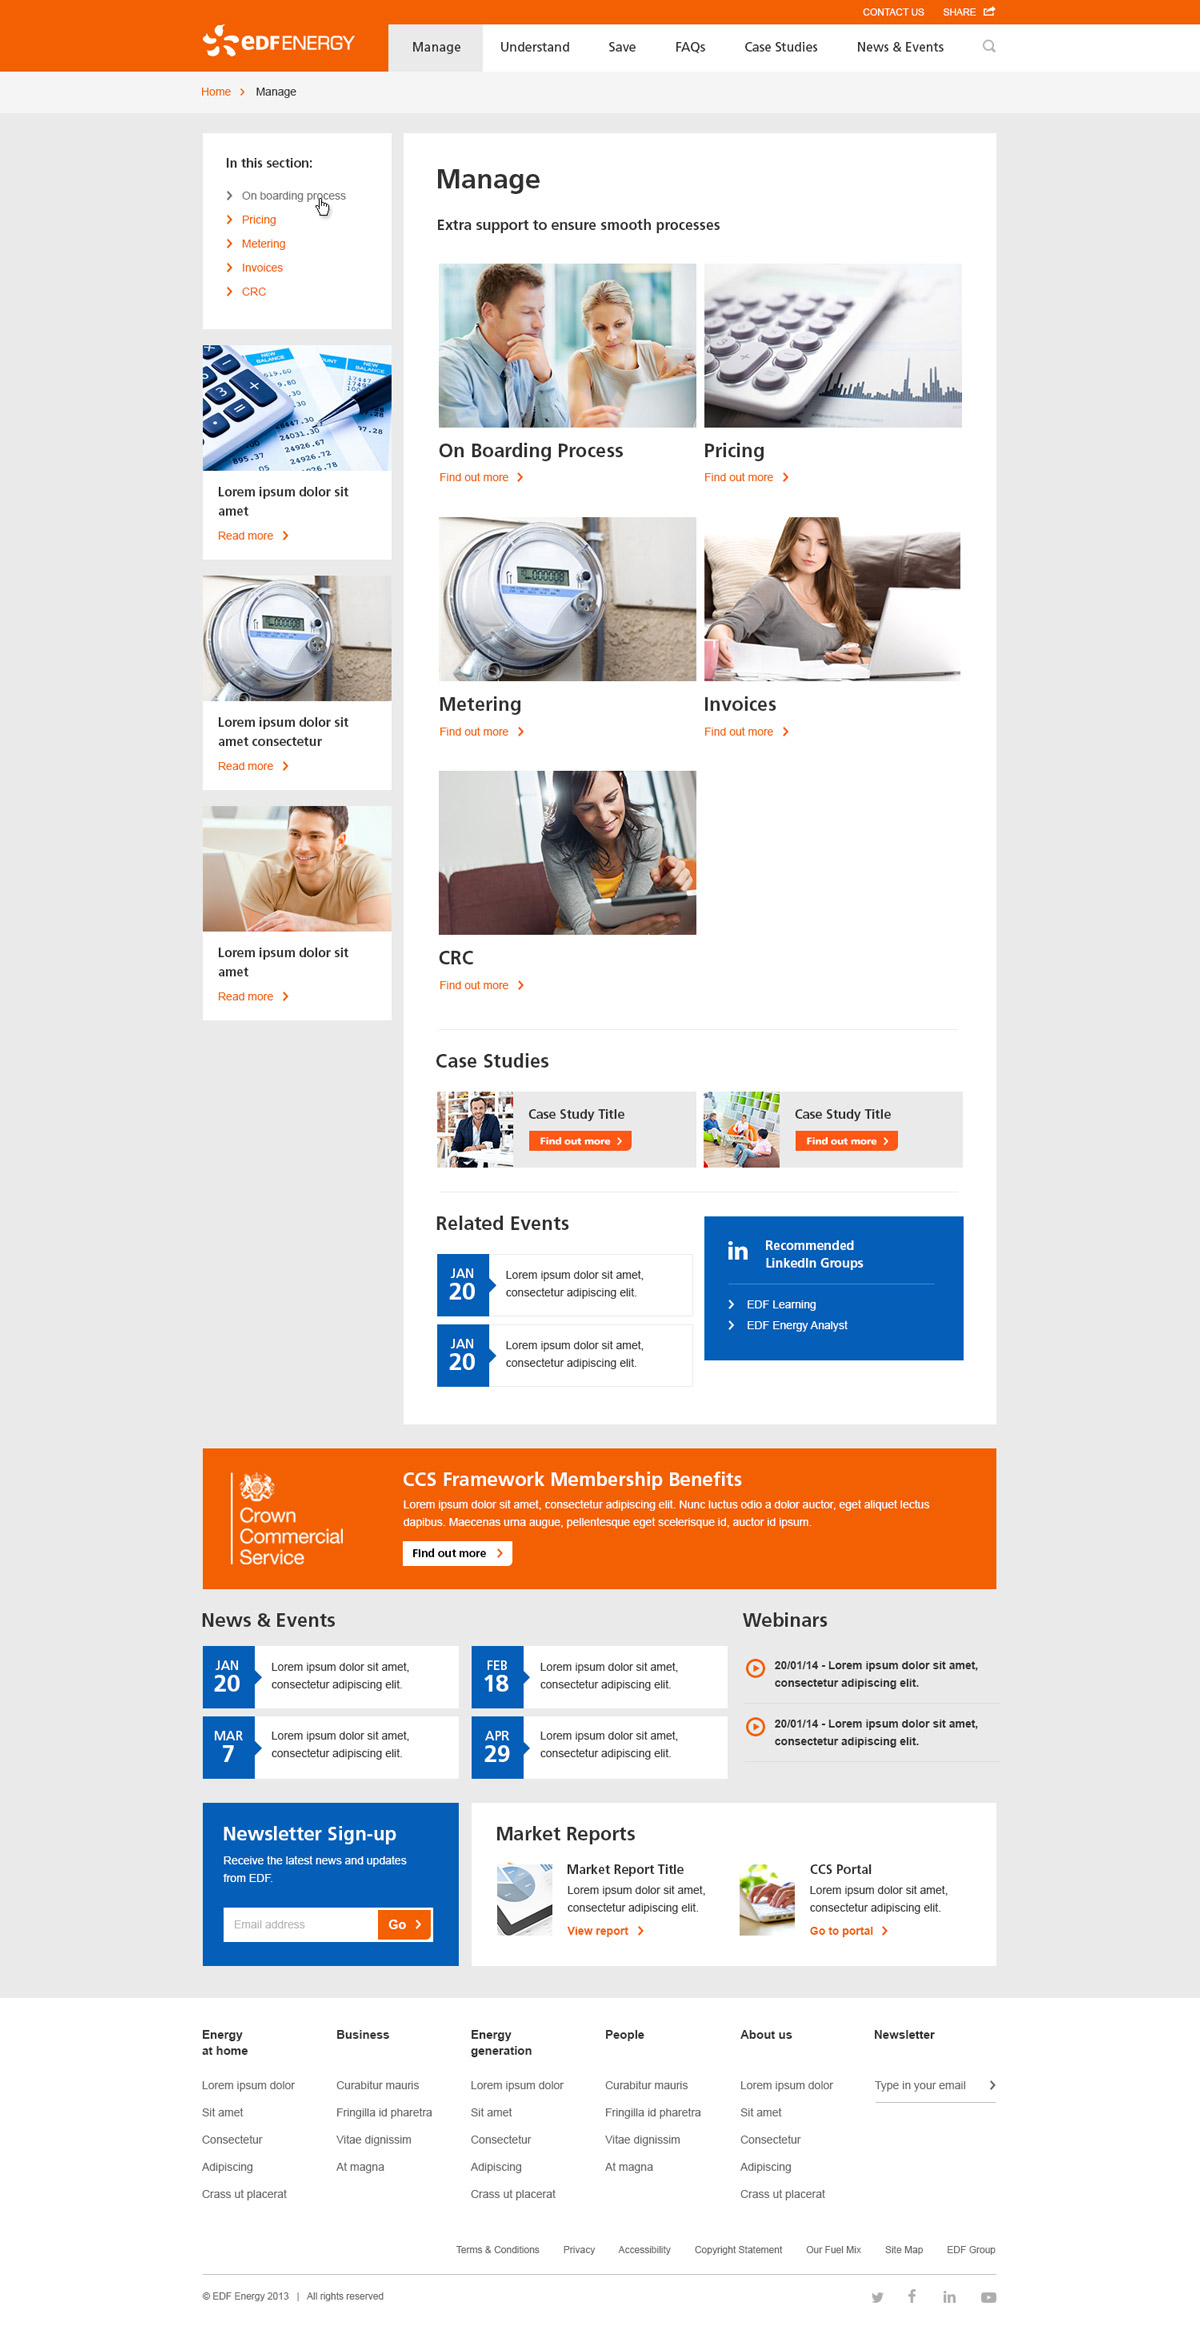 CONTACT US
SHARE
eDFENERGY
Manage
Understand
Save
FAQs
Case Studies
News & Events
Home
Manage
In this section:
On boarding process
Pricing
Metering
Invoices
CRC
NEW BALANCE
NEW BALANCE
24031.30
24926.67
24926.78
895.37
Lorem ipsum dolor sit
amet
Read more
Lorem ipsum dolor sit
amet consectetur
Read more
Lorem ipsum dolor sit
amet
Read more
Manage
Extra support to ensure smooth processes
On Boarding Process
Find out more
Pricing
Find out more
Metering
Find out more
Invoices
Find out more
CRC
Find out more
Case Studies
Case Study Title
Find out more
Case Study Title
Find out more
Related Events
JAN
20
Lorem ipsum dolor sit amet,
consectetur adipiscing elit.
JAN
20
Lorem ipsum dolor sit amet,
consectetur adipiscing elit.
in
Recommended
LinkedIn Groups
EDF Learning
EDF Energy Analyst
Crown
Commercial
Service
CCS Framework Membership Benefits
Lorem ipsum dolor sit amet, consectetur adipiscing elit. Nunc luctus odio a dolor auctor, eget aliquet lectus
dapibus. Maecenas urna augue, pellentesque eget scelerisque id, auctor id ipsum.
Find out more
News & Events
JAN
20
Lorem ipsum dolor sit amet,
consectetur adipiscing elit.
FEB
18
Lorem ipsum dolor sit amet,
consectetur adipiscing elit.
MAR
7
Lorem ipsum dolor sit amet,
consectetur adipiscing elit.
APR
29
Lorem ipsum dolor sit amet,
consectetur adipiscing elit.
Webinars
20/01/14 - Lorem ipsum dolor sit amet,
consectetur adipiscing elit.
20/01/14 - Lorem ipsum dolor sit amet,
consectetur adipiscing elit.
Newsletter Sign-up
Receive the latest news and updates
from EDF.
Email address
Go
Market Reports
Market Report Title
Lorem ipsum dolor sit amet,
consectetur adipiscing elit.
View report
CCS Portal
Lorem ipsum dolor sit amet,
consectetur adipiscing elit.
Go to portal
Energy
at home
Lorem ipsum dolor
Sit amet
Consectetur
Adipiscing
Crass ut placerat
Business
Curabitur mauris
Fringilla id pharetra
Vitae dignissim
At magna
Energy
generation
Lorem ipsum dolor
Sit amet
Consectetur
Adipiscing
Crass ut placerat
People
Curabitur mauris
Fringilla id pharetra
Vitae dignissim
At magna
About us
Lorem ipsum dolor
Sit amet
Consectetur
Adipiscing
Crass ut placerat
Newsletter
Type in your email
Terms & Conditions
Privacy
Accessibility
Copyright Statement
Our Fuel Mix
Site Map
EDF Group
© EDF Energy 2013 | All rights reserved
in